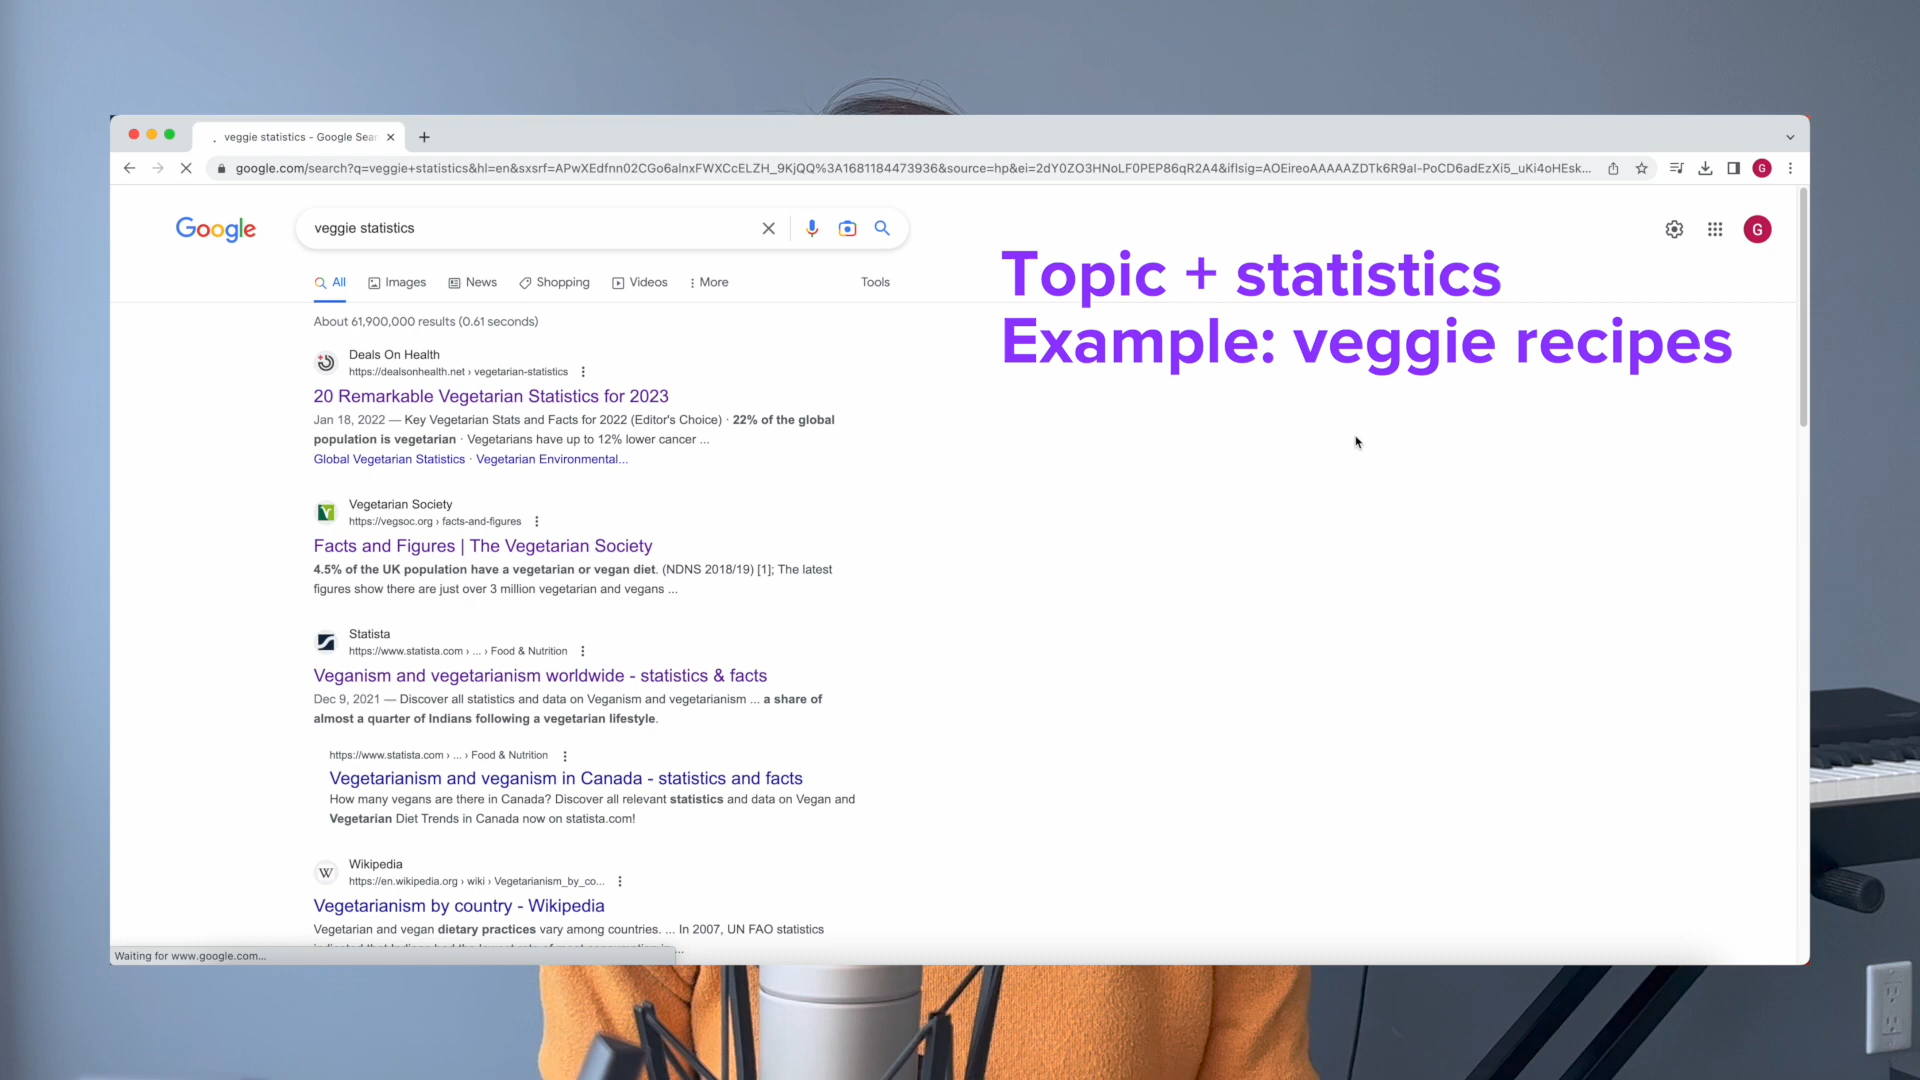 veggie statistics - Google Sear
google.com/search?q=veggie+statistics&hl=en&sxsrf=APwXEdfnn02CGo6alnxFWXCcELZH_9KjQQ%3A1681184473936&source=hp&ei=2dY0ZO3HNoLF0PEP86qR2A4&iflsig=AOEireoAAAAAZDTk6R9aI-PoCD6adEzXi5_uKi4oHEsk...
G
Google
veggie statistics
G
All Images News Shopping Videos More Tools
Topic + statistics
Example: veggie recipes
About 61,900,000 results (0.61 seconds)
Deals On Health
https://dealsonhealth.net › vegetarian-statistics
20 Remarkable Vegetarian Statistics for 2023
Jan 18, 2022 — Key Vegetarian Stats and Facts for 2022 (Editor's Choice) · 22% of the global
population is vegetarian · Vegetarians have up to 12% lower cancer ...
Global Vegetarian Statistics · Vegetarian Environmental...
Vegetarian Society
https://vegsoc.org › facts-and-figures
Facts and Figures | The Vegetarian Society
4.5% of the UK population have a vegetarian or vegan diet. (NDNS 2018/19) [1]; The latest
figures show there are just over 3 million vegetarian and vegans ...
Statista
https://www.statista.com › ... › Food & Nutrition
Veganism and vegetarianism worldwide - statistics & facts
Dec 9, 2021 — Discover all statistics and data on Veganism and vegetarianism ... a share of
almost a quarter of Indians following a vegetarian lifestyle.
https://www.statista.com › ... › Food & Nutrition
Vegetarianism and veganism in Canada - statistics and facts
How many vegans are there in Canada? Discover all relevant statistics and data on Vegan and
Vegetarian Diet Trends in Canada now on statista.com!
W
Wikipedia
https://en.wikipedia.org › wiki › Vegetarianism_by_co...
Vegetarianism by country - Wikipedia
Vegetarian and vegan dietary practices vary among countries. ... In 2007, UN FAO statistics
Waiting for www.google.com...